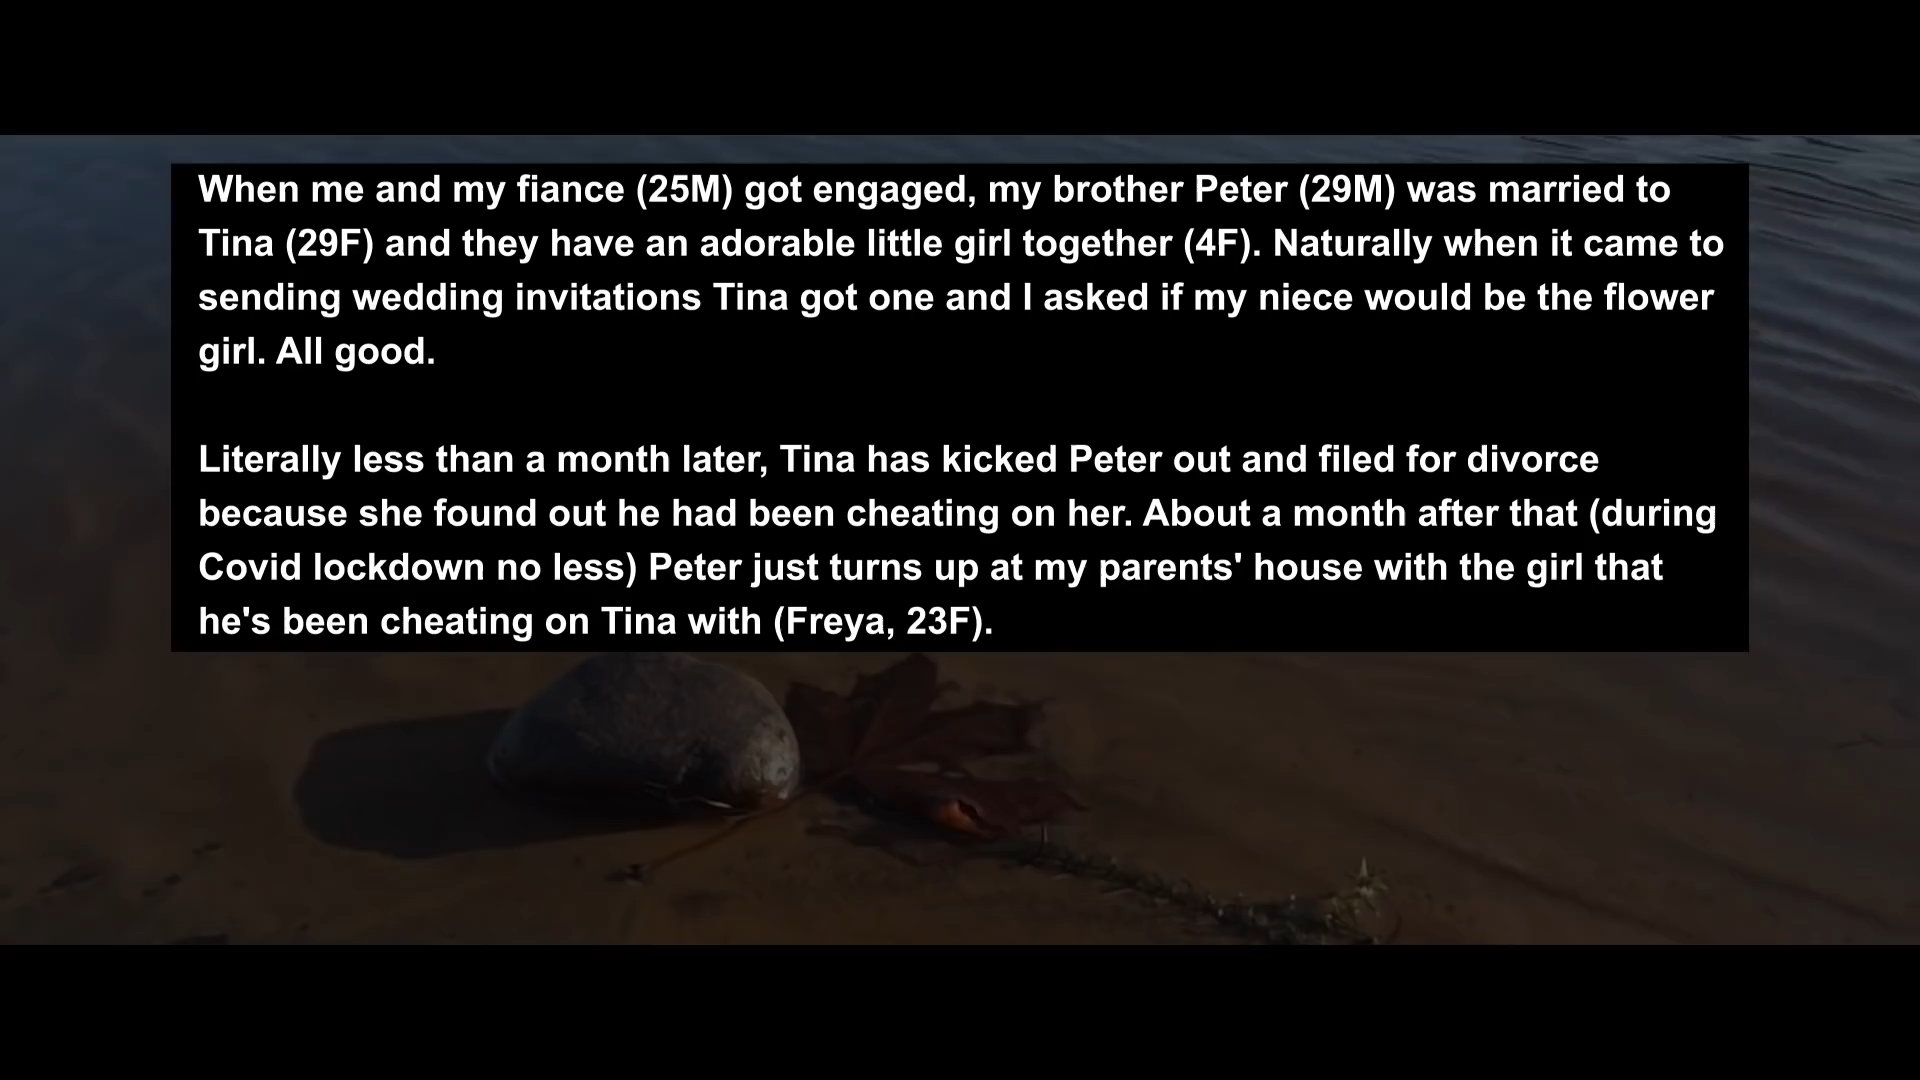 When me and my fiance (25M) got engaged, my brother Peter (29M) was married to
Tina (29F) and they have an adorable little girl together (4F). Naturally when it came to
sending wedding invitations Tina got one and I asked if my niece would be the flower
girl. All good.
Literally less than a month later, Tina has kicked Peter out and filed for divorce
because she found out he had been cheating on her. About a month after that (during
Covid lockdown no less) Peter just turns up at my parents' house with the girl that
he's been cheating on Tina with (Freya, 23F).